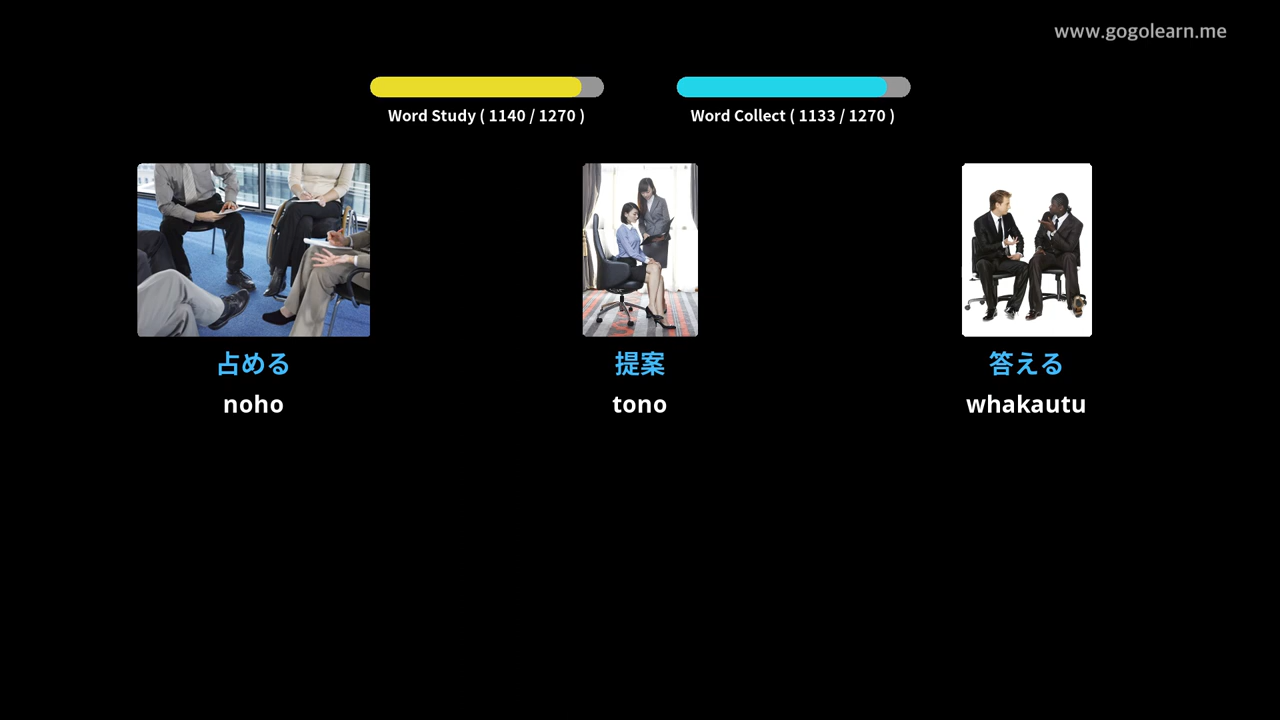 www.gogolearn.me
Word Study ( 1140 / 1270 )
Word Collect ( 1133 / 1270 )
占める
noho
提案
tono
答える
whakautu